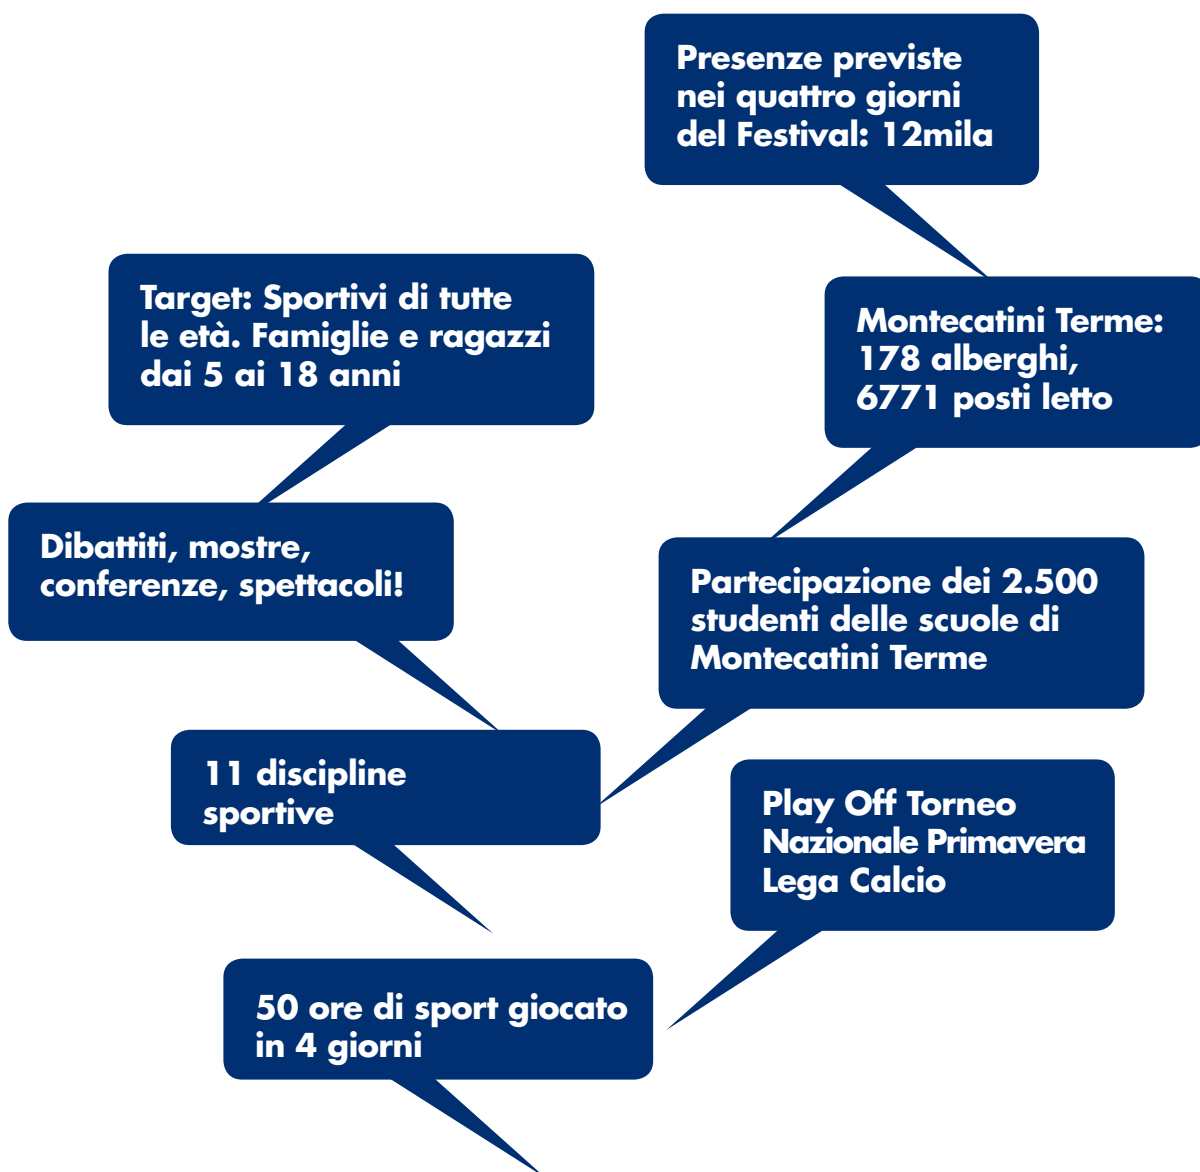 Presenze previste
nei quattro giorni
del Festival: 12mila
Target: Sportivi di tutte
le età. Famiglie e ragazzi
dai 5 ai 18 anni
Montecatini Terme:
178 alberghi,
6771 posti letto
Dibattiti, mostre,
conferenze, spettacoli!
Partecipazione dei 2.500
studenti delle scuole di
Montecatini Terme
11 discipline
sportive
Play Off Torneo
Nazionale Primavera
Lega Calcio
50 ore di sport giocato
in 4 giorni